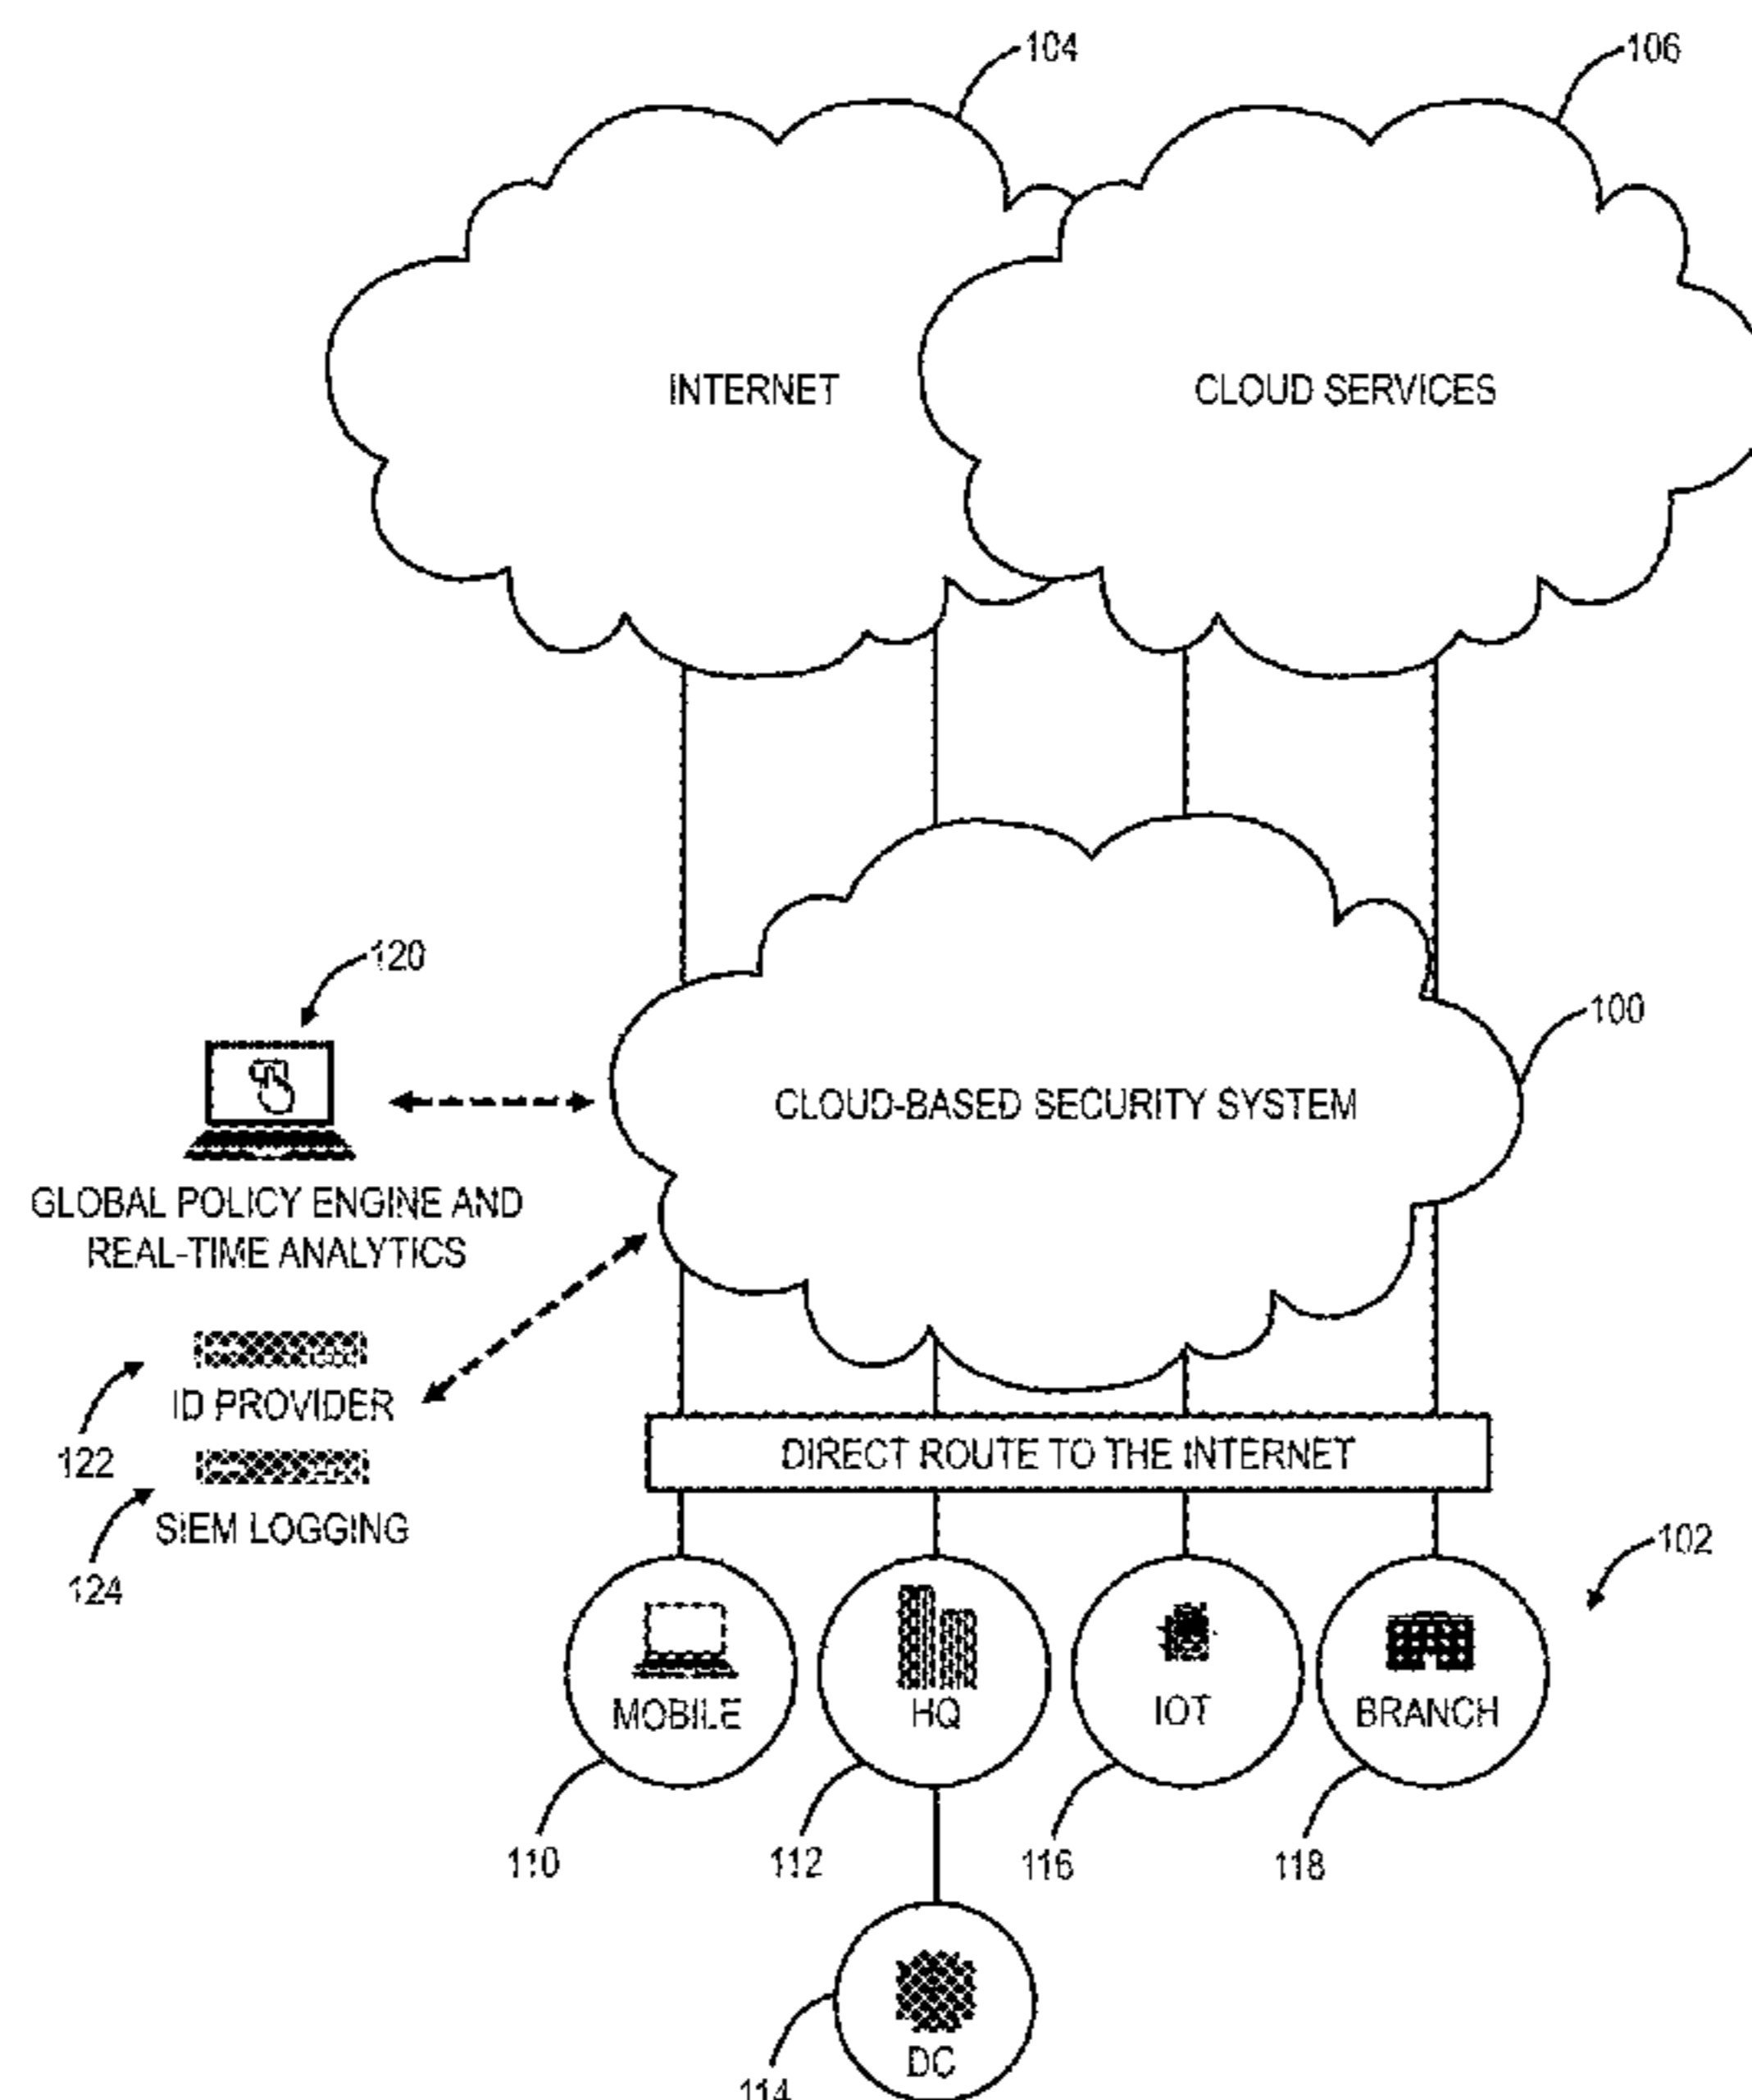 104
106
INTERNET
CLOUD SERVICES
120
100
CLOUD-BASED SECURITY SYSTEM
GLOBAL POLICY ENGINE AND
REAL-TIME ANALYTICS
ID PROVIDER
122
DIRECT ROUTE TO THE INTERNET
SIEM LOGGING
124
102
MOBILE
HQ
IOT
BRANCH
110
112
116
118
DC
114